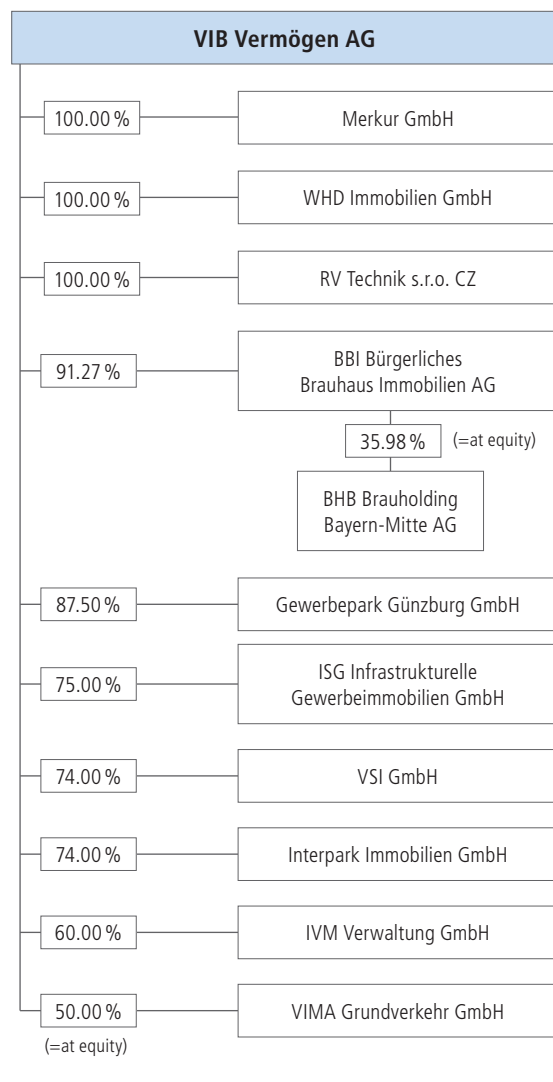 VIB Vermögen AG
100.00 %
Merkur GmbH
100.00 %
WHD Immobilien GmbH
100.00 %
RV Technik s.r.o. CZ
91.27 %
BBI Bürgerliches
Brauhaus Immobilien AG
35.98 %
(=at equity)
BHB Brauholding
Bayern-Mitte AG
87.50 %
Gewerbepark Günzburg GmbH
75.00 %
ISG Infrastrukturelle
Gewerbeimmobilien GmbH
74.00 %
VSI GmbH
74.00 %
Interpark Immobilien GmbH
60.00 %
IVM Verwaltung GmbH
50.00 %
VIMA Grundverkehr GmbH
(=at equity)